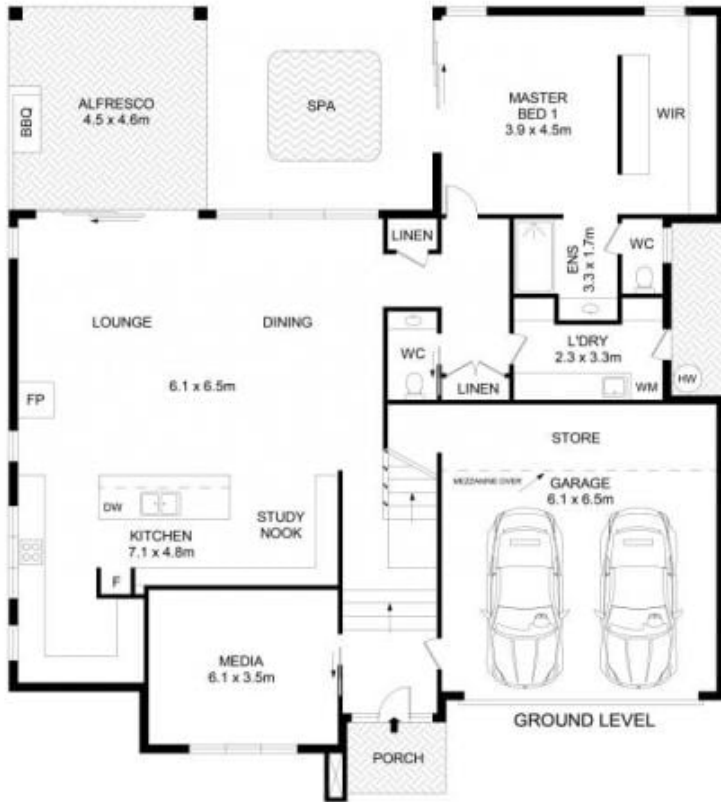 ALFRESCO
4.5 x 4.6m
BBQ
SPA
MASTER
BED 1
3.9 x 4.5m
WIR
LINEN
ENS
3.3 x 1.7m
WC
LOUNGE
DINING
6.1 x 6.5m
WC
LINEN
L'DRY
2.3 x 3.3m
WM
HW
FP
STORE
MEZZANINE OVER
GARAGE
6.1 x 6.5m
DW
KITCHEN
7.1 x 4.8m
STUDY
NOOK
F
MEDIA
6.1 x 3.5m
PORCH
GROUND LEVEL